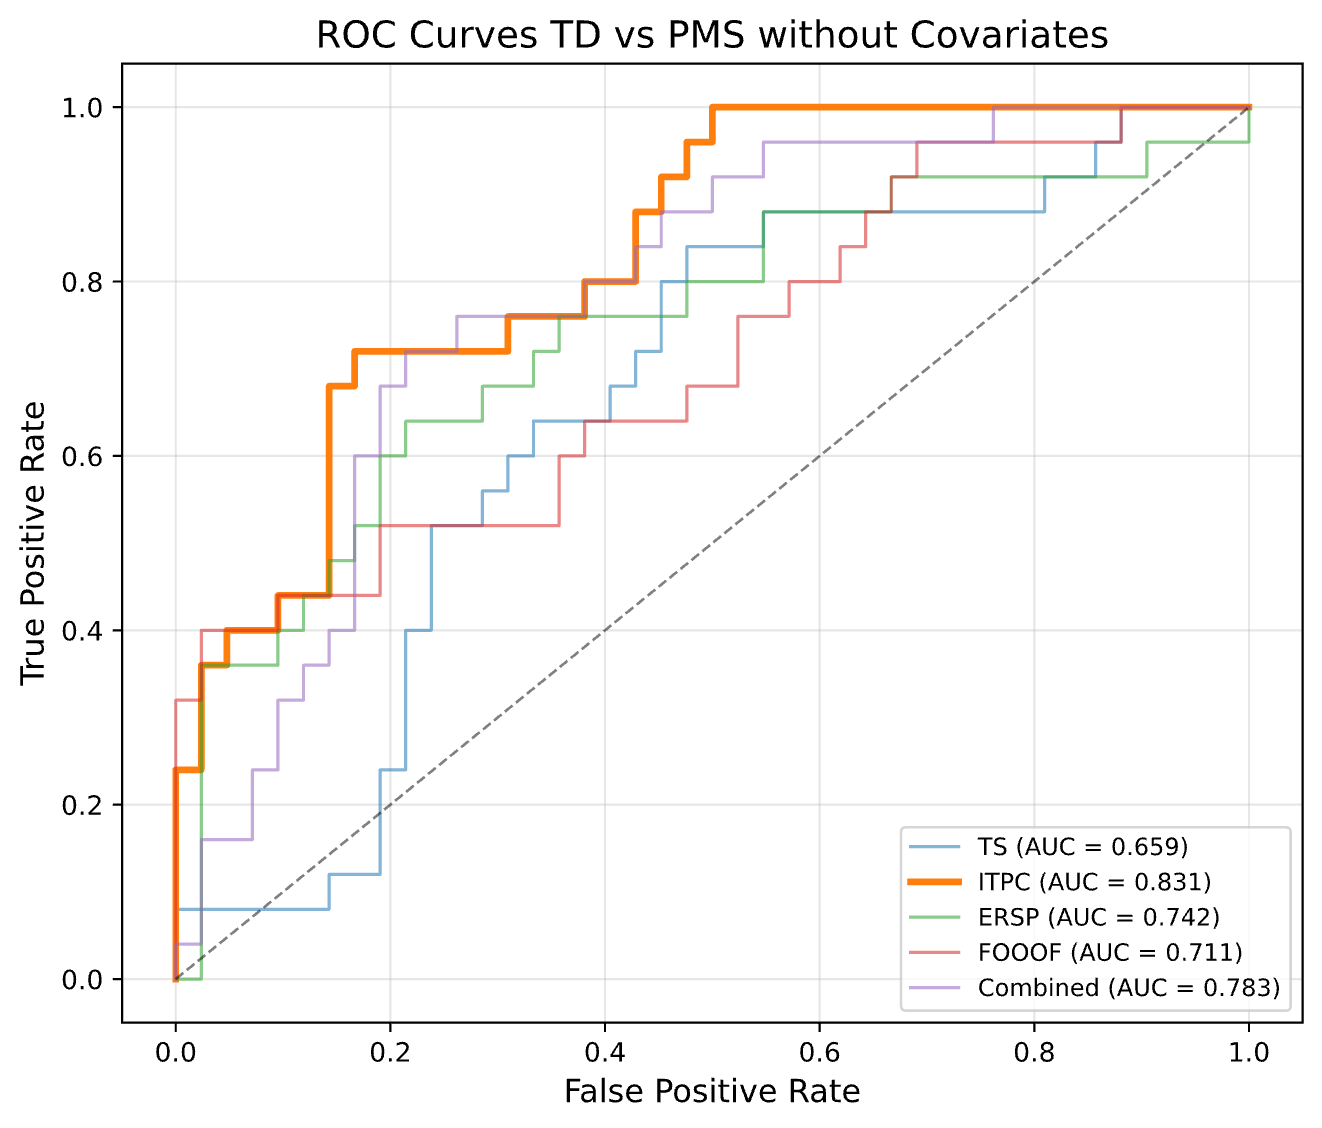 ROC Curves TD vs PMS without Covariates
1.0
0.8
0.6
0.4
0.2
0.0
True Positive Rate
TS (AUC = 0.659)
ITPC (AUC = 0.831)
ERSP (AUC = 0.742)
FOOOF (AUC = 0.711)
Combined (AUC = 0.783)
0.0 0.2 0.4 0.6 0.8 1.0
False Positive Rate